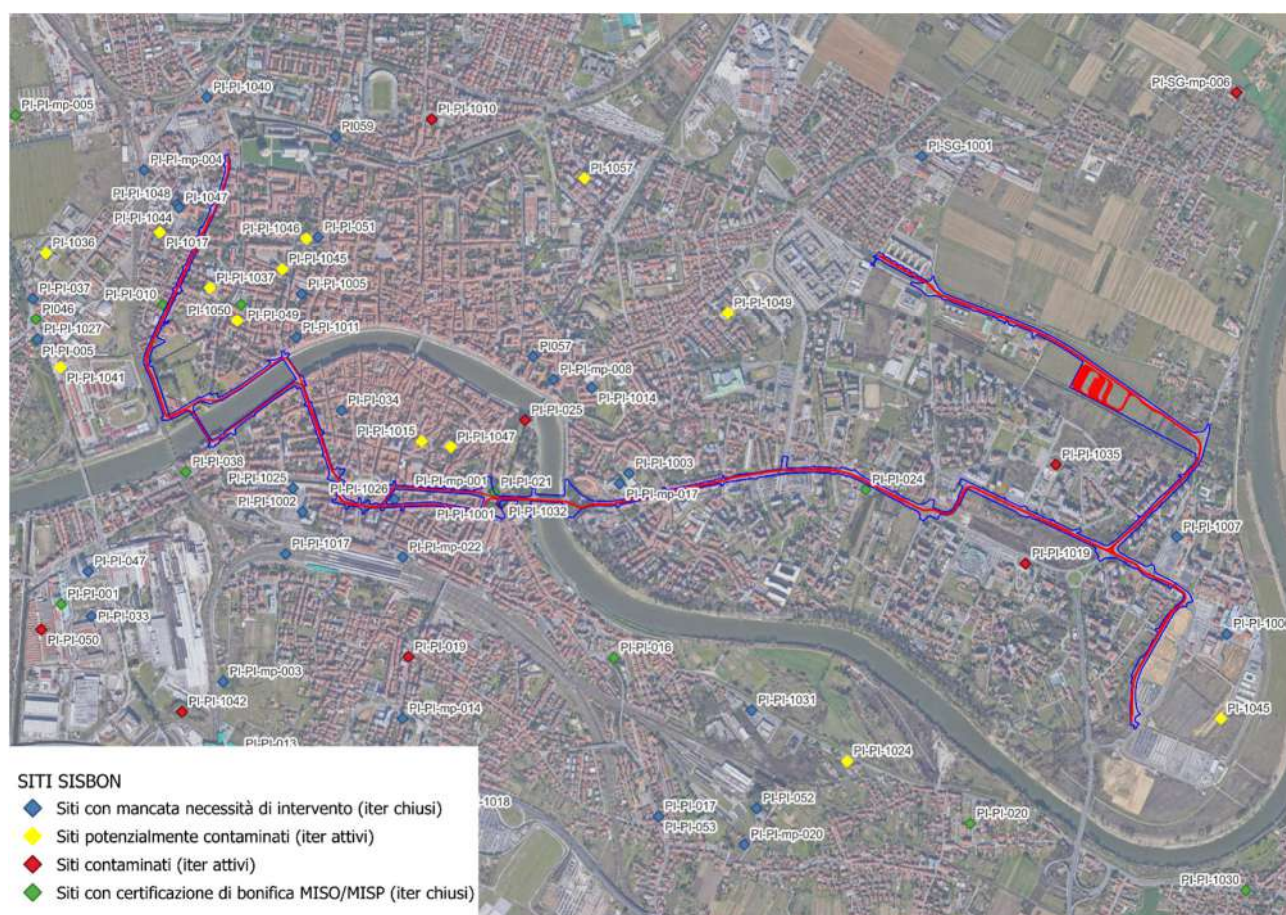 PI-PI-1040
PI-SG-mp-006
PI-PI-mp-005
PI-PI-1010
PI059
PI-SG-1001
PI-PI-mp-004
PI-1057
PI-PI-1048
PI-1047
PI-PI-1044
PI-PI-1046
PI-PI-051
PI-1017
PI-1036
PI-PI-1045
PI-PI-1037
PI-PI-037
PI-PI-1005
PI-PI-010
PI046
PI-1050
PI-PI-049
PI-PI-1049
PI-PI-1027
PI-PI-1011
PI-PI-005
PI057
PI-PI-1041
PI-PI-mp-008
PI-PI-1014
PI-PI-034
PI-PI-025
PI-PI-1015
PI-PI-1047
PI-PI-038
PI-PI-1035
PI-PI-1003
PI-PI-1025
PI-PI-mp-001
PI-PI-021
PI-PI-024
PI-PI-1026
PI-PI-mp-017
PI-PI-1002
PI-PI-1001
PI-PI-1032
PI-PI-1007
PI-PI-1017
PI-PI-mp-022
PI-PI-047
PI-PI-1019
PI-PI-001
PI-PI-033
PI-PI-050
PI-PI-019
PI-PI-016
PI-PI-mp-003
PI-PI-1042
PI-PI-mp-014
PI-PI-1031
PI-1045
PI-PI-013
PI-PI-1024
-1018
PI-PI-017
PI-PI-052
PI-PI-053
PI-PI-020
PI-PI-mp-020
PI-PI-1030
SITI SISBON
Siti con mancata necessità di intervento (iter chiusi)
Siti potenzialmente contaminati (iter attivi)
Siti contaminati (iter attivi)
Siti con certificazione di bonifica MISO/MISP (iter chiusi)